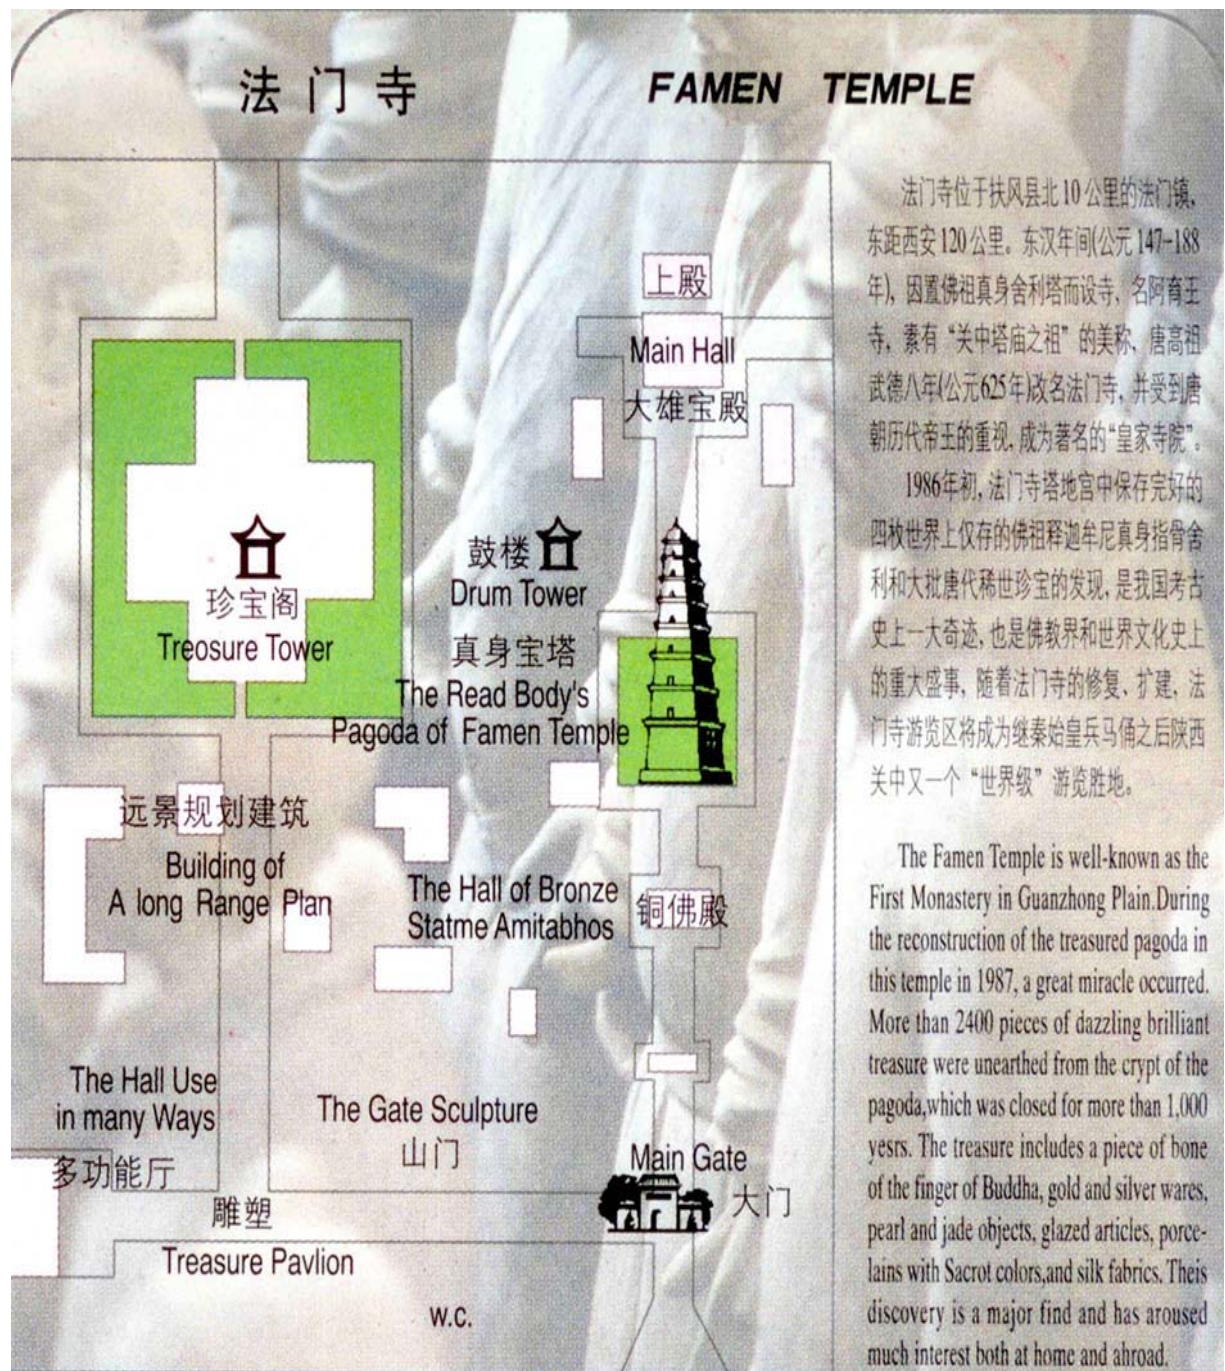 法门寺
FAMEN TEMPLE
上殿
Main Hall
大雄宝殿
鼓楼
Drum Tower
珍宝阁
Treosure Tower
真身宝塔
The Read Body's
Pagoda of Famen Temple
远景规划建筑
Building of
A long Range Plan
The Hall of Bronze
Statme Amitabhos
铜佛殿
The Hall Use
in many Ways
多功能厅
The Gate Sculpture
山门
Main Gate
大门
雕塑
Treasure Pavlion
W.C.
法门寺位于扶风县北10公里的法门镇,
东距西安120公里。东汉年间(公元147-188
年), 因置佛祖真身舍利塔而设寺, 名阿育王
寺, 素有“关中塔庙之祖”的美称, 唐高祖
武德八年(公元625年)改名法门寺, 并受到唐
朝历代帝王的重视, 成为著名的“皇家寺院”。
1986年初, 法门寺塔地宫中保存完好的
四枚世界上仅存的佛祖释迦牟尼真身指骨舍
利和大批唐代稀世珍宝的发现, 是我国考古
史上一大奇迹, 也是佛教界和世界文化史上
的重大盛事, 随着法门寺的修复、扩建, 法
门寺游览区将成为继秦始皇兵马俑之后陕西
关中又一个“世界级”游览胜地。
The Famen Temple is well-known as the
First Monastery in Guanzhong Plain.During
the reconstruction of the treasured pagoda in
this temple in 1987, a great miracle occurred.
More than 2400 pieces of dazzling brilliant
treasure were unearthed from the crypt of the
pagoda,which was closed for more than 1,000
yesrs. The treasure includes a piece of bone
of the finger of Buddha, gold and silver wares,
pearl and jade objects, glazed articles, porce-
lains with Sacrot colors,and silk fabrics. Theis
discovery is a major find and has aroused
much interest both at home and ahroad.